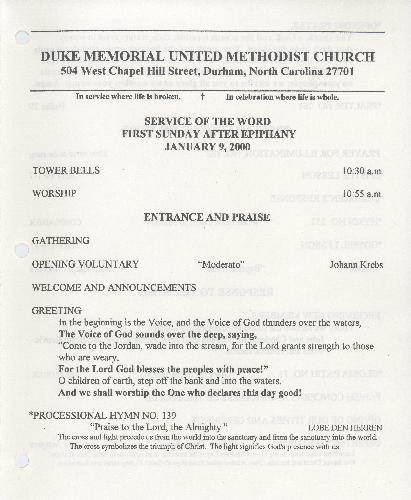 DUKE MEMORIAL UNITED METHODIST CHURCH
504 West Chapel Hill Street, Durham, North Carolina 27701
In service where life is broken. † In celebration where life is whole.
SERVICE OF THE WORD
FIRST SUNDAY AFTER EPIPHANY
JANUARY 9, 2000
TOWER BELLS 10:30 a.m.
WORSHIP 10:55 a.m.
ENTRANCE AND PRAISE
GATHERING
OPENING VOLUNTARY "Moderato" Johann Krebs
WELCOME AND ANNOUNCEMENTS
GREETING
In the beginning is the Voice, and the Voice of God thunders over the waters,
The Voice of God sounds over the deep, saying,
"Come to the Jordan, wade into the stream, for the Lord grants strength to those
who are weary,
For the Lord God blesses the peoples with peace!"
O children of earth, step off the bank and into the waters.
And we shall worship the One who declares this day good!
*PROCESSIONAL HYMN NO. 139
"Praise to the Lord, the Almighty" LOBE DEN HERREN
The cross and light precede us from the world into the sanctuary and from the sanctuary into the world.
The cross symbolizes the triumph of Christ. The light signifies God's presence with us.